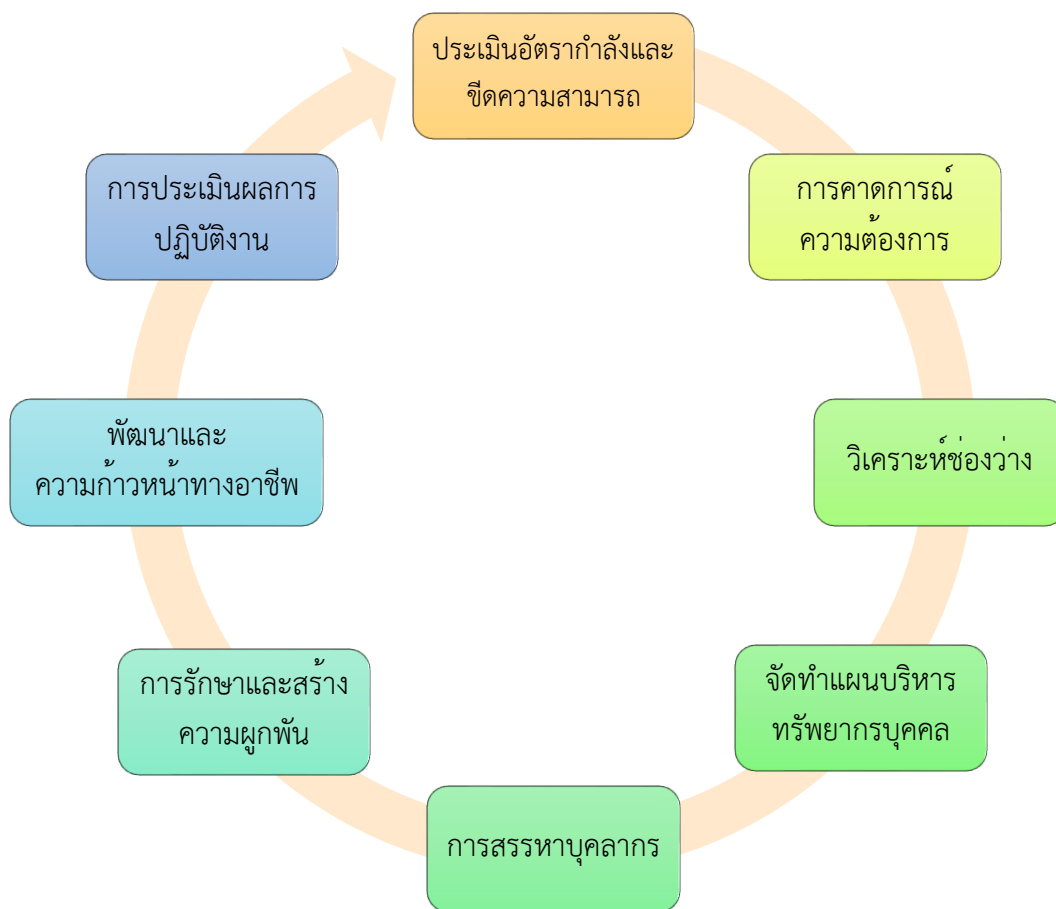 ประเมินอัตรากำลังและ
ขีดความสามารถ
การคาดการณ์
ความต้องการ
วิเคราะห์ช่องว่าง
จัดทำแผนบริหาร
ทรัพยากรบุคคล
การสรรหาบุคลากร
การรักษาและสร้าง
ความผูกพัน
พัฒนาและ
ความก้าวหน้าทางอาชีพ
การประเมินผลการ
ปฏิบัติงาน